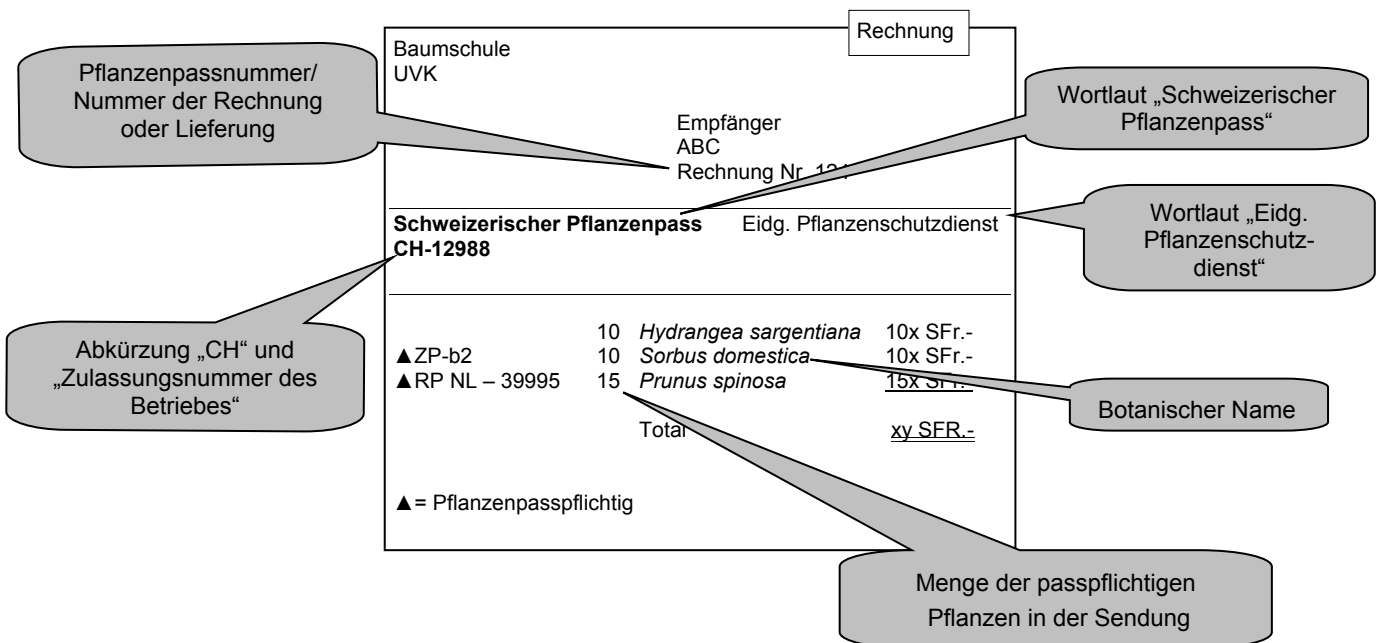 Rechnung
Baumschule
UVK
Pflanzenpassnummer/
Nummer der Rechnung
oder Lieferung
Wortlaut „Schweizerischer
Pflanzenpass“
Empfänger
ABC
Rechnung Nr.
Schweizerischer Pflanzenpass Eidg. Pflanzenschutzdienst
CH-12988
Wortlaut „Eidg.
Pflanzenschutz-
dienst“
Abkürzung „CH“ und
„Zulassungsnummer des
Betriebes“
10 Hydrangea sargentiana 10x SFr.-
▲ZP-b2 10 Sorbus domestica 10x SFr.-
▲RP NL – 39995 15 Prunus spinosa 15x SFr.-
Botanischer Name
Total xy SFR.-
▲= Pflanzenpasspflichtig
Menge der passpflichtigen
Pflanzen in der Sendung